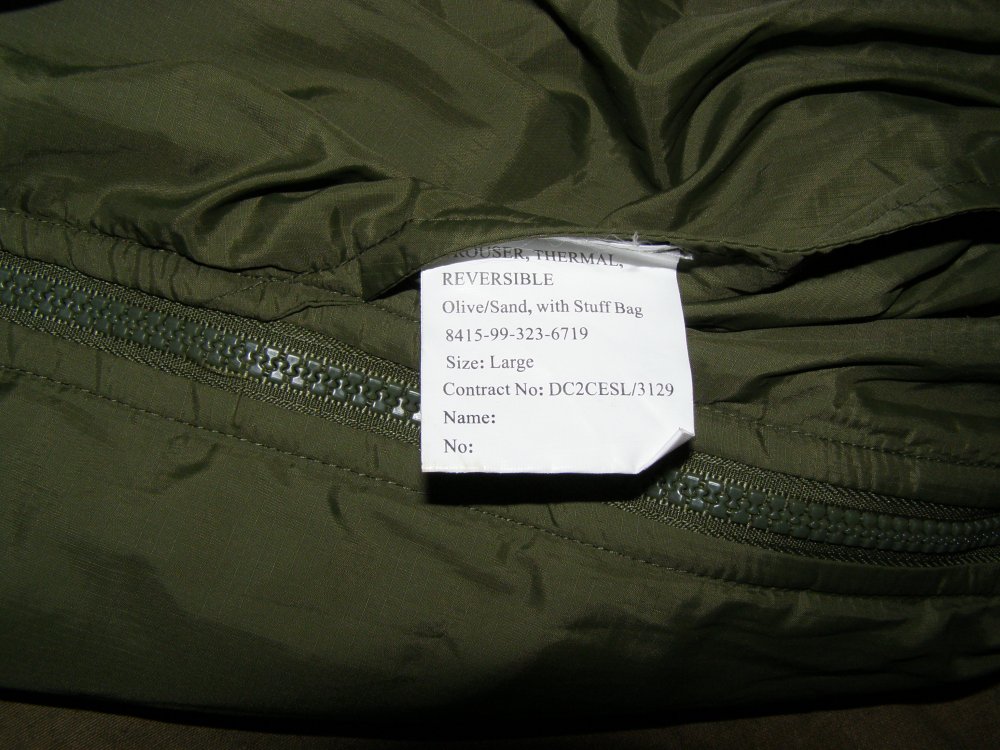 TROUSER, THERMAL,
REVERSIBLE
Olive/Sand, with Stuff Bag
8415-99-323-6719
Size: Large
Contract No: DC2CESL/3129
Name:
No: